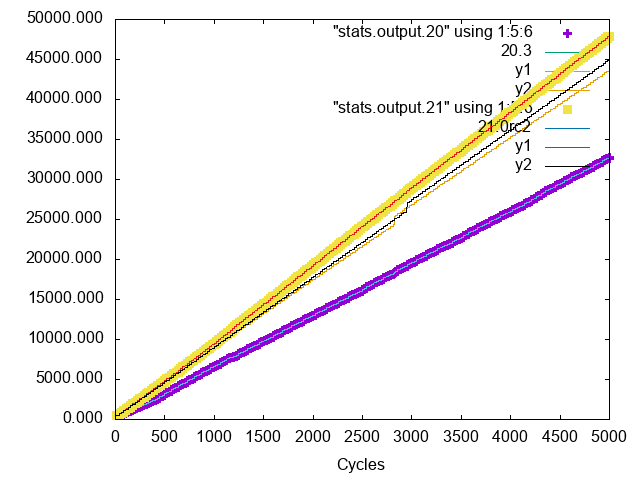 50000.000
45000.000
40000.000
35000.000
30000.000
25000.000
20000.000
15000.000
10000.000
5000.000
0.000
0 500 1000 1500 2000 2500 3000 3500 4000 4500 5000
Cycles
"stats.output.20" using 1:5:6
20.3
y1
y2
"stats.output.21" using 1:5:6
21.0rc2
y1
y2